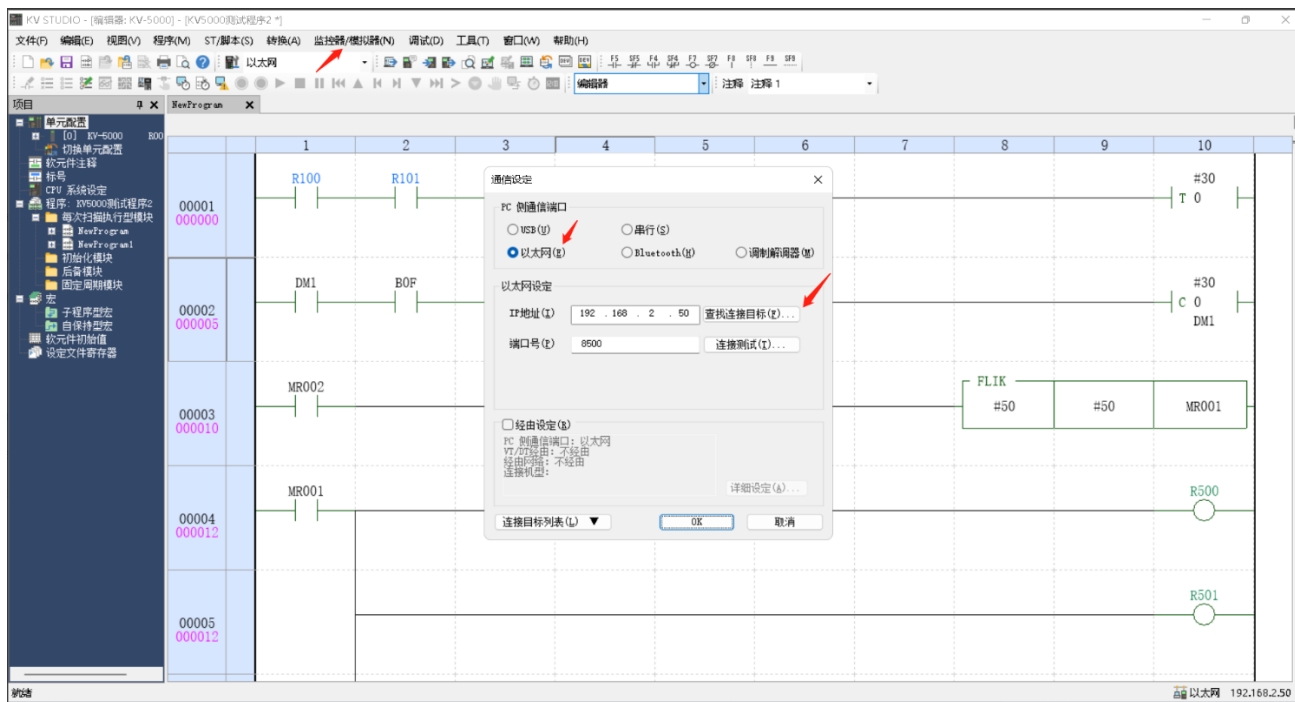 KV STUDIO - [编辑器: KV-5000] - [KV5000测试程序2 *]
文件(F) 编辑(E) 视图(V) 程序(M) ST/脚本(S) 转换(A) 监控器/模拟器(N) 调试(D) 工具(T) 窗口(W) 帮助(H)
以太网
编辑器 注释 注释 1
项目 NewProgram
单元配置
[0] KV-5000 R00
切换单元配置
软元件注释
标号
CPU 系统设定
程序: KV5000测试程序2
每次扫描执行型模块
NewProgram
NewProgram1
初始化模块
后备模块
固定周期模块
宏
子程序型宏
自保持型宏
软元件初始值
设定文件寄存器
1 2 3 4 5 6 7 8 9 10
00001
000000
R100 R101 #30
T 0
00002
000005
DM1 B0F #30
C 0
DM1
00003
000010
MR002 FLIK
#50 #50 MR001
00004
000012
MR001 R500
00005
000012
R501
通信设定
PC 侧通信端口
USB(U) 串行(S)
以太网(E) Bluetooth(H) 调制解调器(M)
以太网设定
IP地址(I) 192 . 168 . 2 . 50 查找连接目标(F)...
端口号(P) 8500 连接测试(T)...
经由设定(B)
PC 侧通信端口: 以太网
VT/DT经由: 不经由
经由网络: 不经由
连接机型:
详细设定(A)...
连接目标列表(L) ▼ OK 取消
就绪 以太网 192.168.2.50